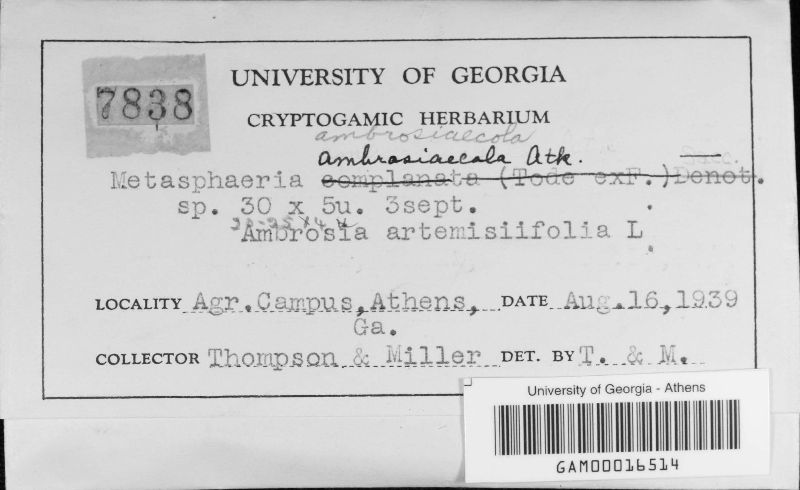 7838
UNIVERSITY OF GEORGIA
CRYPTOGAMIC HERBARIUM
ambrosiaecola
ambrosiaecola Atk.
Metasphaeria complanata (Tode exF.)Denot.
sp. 30 x 5u. 3sept.
Ambrosia artemisiifolia L
LOCALITY Agr.Campus,Athens, DATE Aug.16,1939
Ga.
COLLECTOR Thompson & Miller DET. BY T. & M.
University of Georgia - Athens
GAM00016514